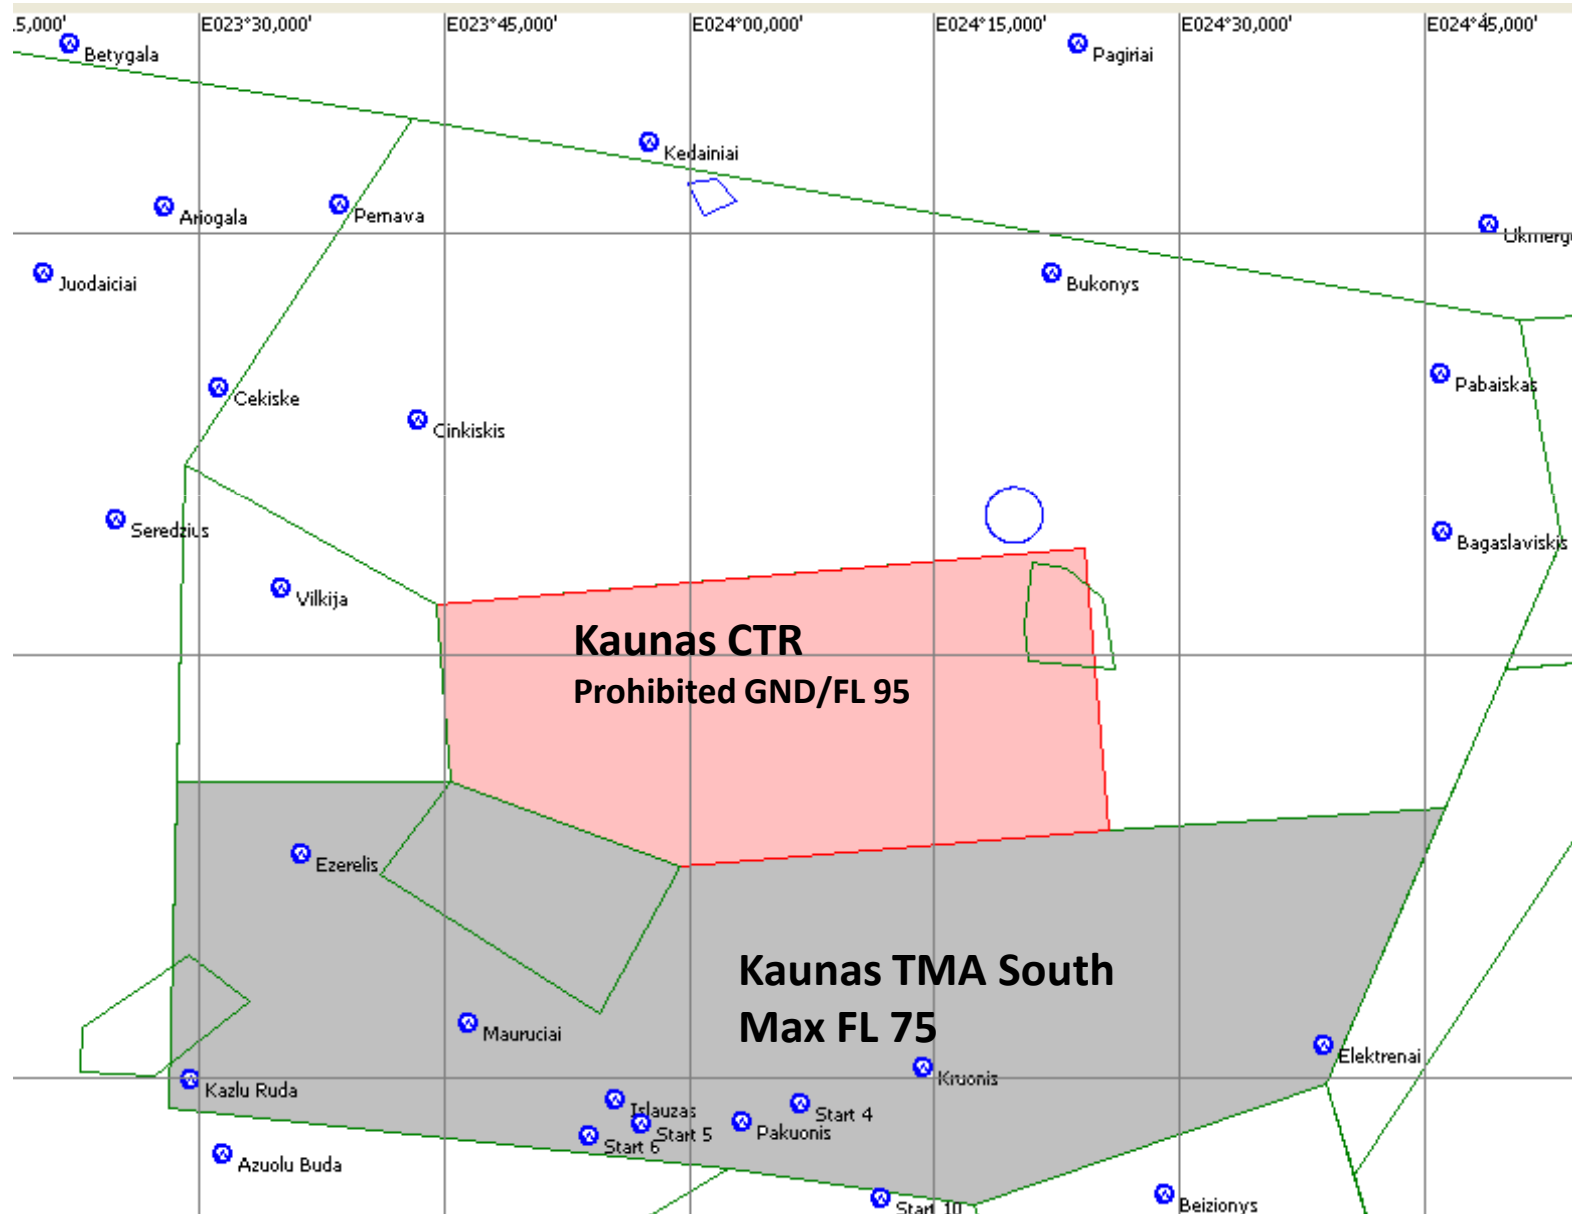 .5,000' E023°30,000' E023°45,000' E024°00,000' E024°15,000' E024°30,000' E024°45,000'
Betygala
Pagiriai
Kedainiai
Ariogala
Pernava
Ukmerg
Juodaiciai
Bukonys
Cekiske
Pabaiskas
Cinkiskis
Seredzius
Bagaslaviskis
Vilkija
Kaunas CTR
Prohibited GND/FL 95
Ezerelis
Kaunas TMA South
Max FL 75
Mauruciai
Elektrenai
Kruonis
Kazlu Ruda
Islauzas
Start 4
Start 5
Pakuonis
Start 6
Azuolu Buda
Start 10
Beizionys